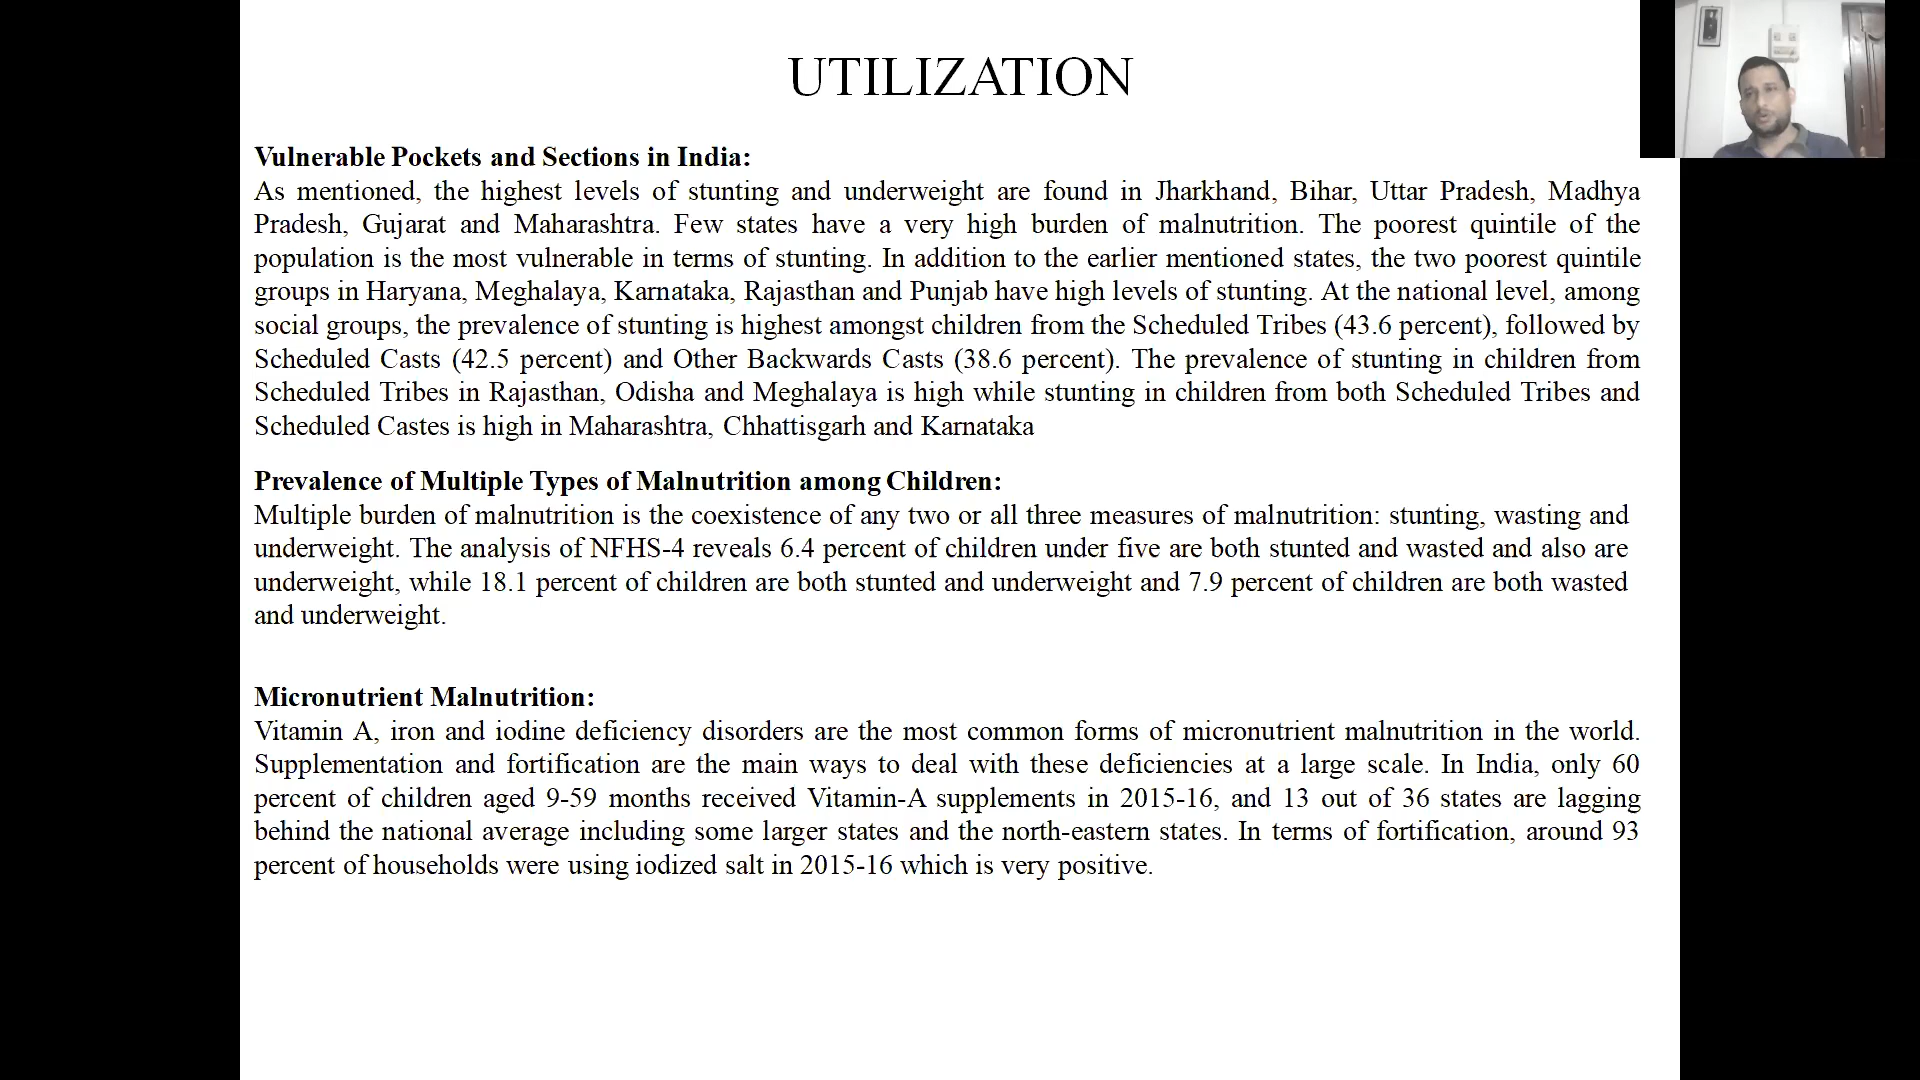 UTILIZATION
Vulnerable Pockets and Sections in India:
As mentioned, the highest levels of stunting and underweight are found in Jharkhand, Bihar, Uttar Pradesh, Madhya
Pradesh, Gujarat and Maharashtra. Few states have a very high burden of malnutrition. The poorest quintile of the
population is the most vulnerable in terms of stunting. In addition to the earlier mentioned states, the two poorest quintile
groups in Haryana, Meghalaya, Karnataka, Rajasthan and Punjab have high levels of stunting. At the national level, among
social groups, the prevalence of stunting is highest amongst children from the Scheduled Tribes (43.6 percent), followed by
Scheduled Casts (42.5 percent) and Other Backwards Casts (38.6 percent). The prevalence of stunting in children from
Scheduled Tribes in Rajasthan, Odisha and Meghalaya is high while stunting in children from both Scheduled Tribes and
Scheduled Castes is high in Maharashtra, Chhattisgarh and Karnataka
Prevalence of Multiple Types of Malnutrition among Children:
Multiple burden of malnutrition is the coexistence of any two or all three measures of malnutrition: stunting, wasting and
underweight. The analysis of NFHS-4 reveals 6.4 percent of children under five are both stunted and wasted and also are
underweight, while 18.1 percent of children are both stunted and underweight and 7.9 percent of children are both wasted
and underweight.
Micronutrient Malnutrition:
Vitamin A, iron and iodine deficiency disorders are the most common forms of micronutrient malnutrition in the world.
Supplementation and fortification are the main ways to deal with these deficiencies at a large scale. In India, only 60
percent of children aged 9-59 months received Vitamin-A supplements in 2015-16, and 13 out of 36 states are lagging
behind the national average including some larger states and the north-eastern states. In terms of fortification, around 93
percent of households were using iodized salt in 2015-16 which is very positive.